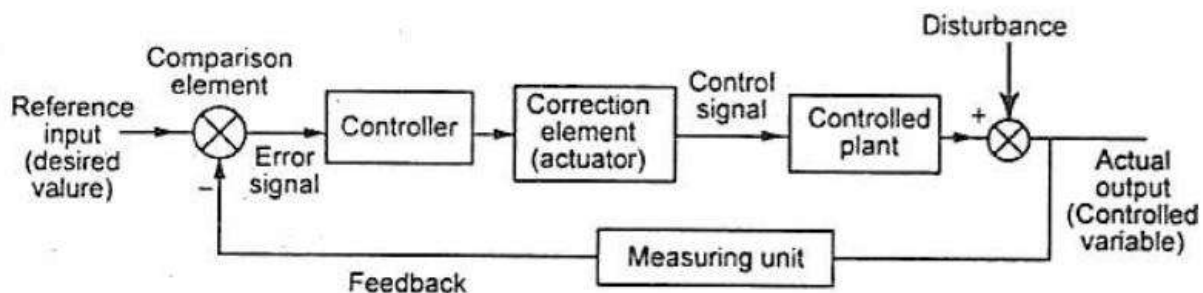 Disturbance
Comparison
element
Reference
input
(desired
valure)
Error
signal
Controller
Correction
element
(actuator)
Control
signal
Controlled
plant
+
Actual
output
(Controlled
variable)
−
Measuring unit
Feedback